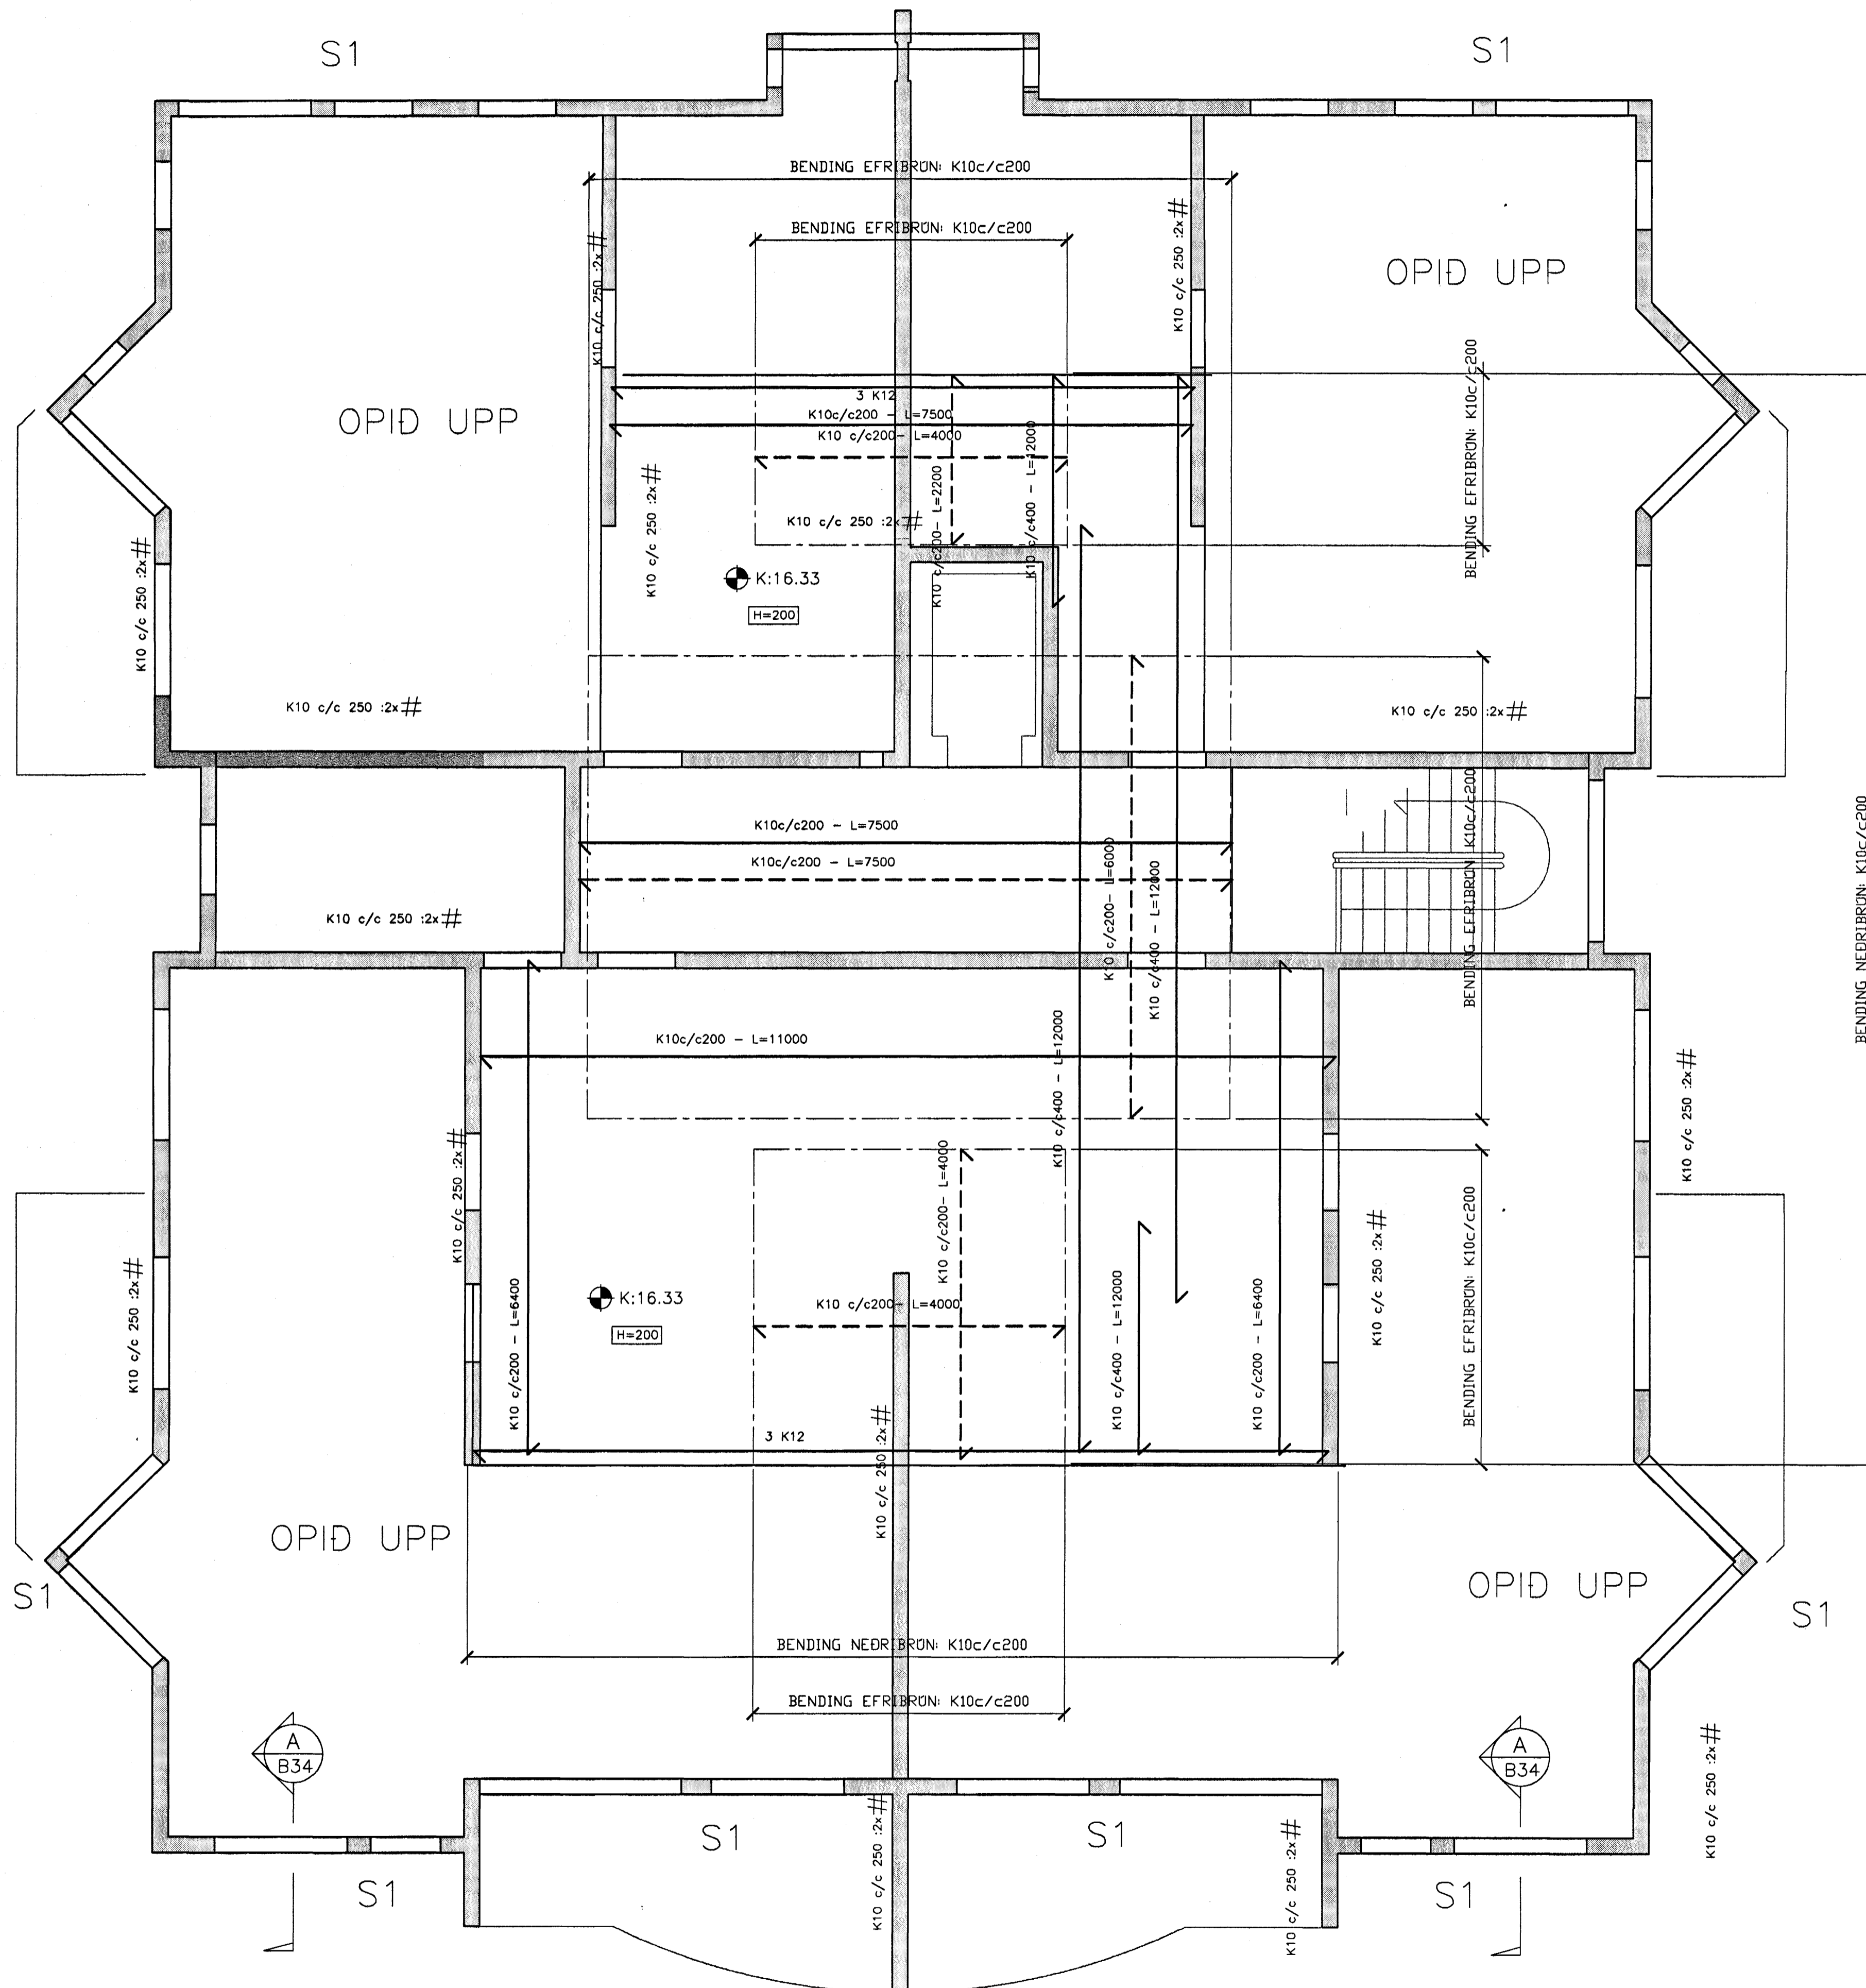 S1
S1
BENDING EFRIBRÚN: K10c/c200
BENDING EFRIBRÚN: K10c/c200
K10 c/c 250 :2x#
K10 c/c 250 :2x#
OPIÐ UPP
BENDING EFRIBRÚN: K10c/c200
3 K12
OPIÐ UPP
K10c/c200 - L=7500
K10 c/c200- L=4000
K10 c/c200- L=2200
K10 c/c400 - L=12000
K10 c/c 250 :2x#
K10 c/c 250 :2x#
K10 c/c 250 :2x#
K:16.33
H=200
K10 c/c 250 :2x#
K10 c/c 250 :2x#
BENDING EFRIBRÚN: K10c/c200
BENDING NEÐRIBRÚN: K10c/c200
K10c/c200 - L=7500
K10c/c200 - L=7500
K10 c/c200- L=6000
K10 c/c400 - L=12000
K10 c/c 250 :2x#
K10c/c200 - L=11000
K10 c/c400 - L=12000
K10 c/c 250 :2x#
K10 c/c 250 :2x#
K10 c/c200- L=4000
K10 c/c 250 :2x#
BENDING EFRIBRÚN: K10c/c200
K10 c/c 250 :2x#
K:16.33
H=200
K10 c/c200- L=4000
K10 c/c200 - L=6400
K10 c/c400 - L=12000
K10 c/c200 - L=6400
3 K12
K10 c/c 250 :2x#
OPIÐ UPP
S1
OPIÐ UPP
S1
BENDING NEÐRIBRÚN: K10c/c200
BENDING EFRIBRÚN: K10c/c200
A
B34
A
B34
K10 c/c 250 :2x#
S1
S1
K10 c/c 250 :2x#
K10 c/c 250 :2x#
S1
S1